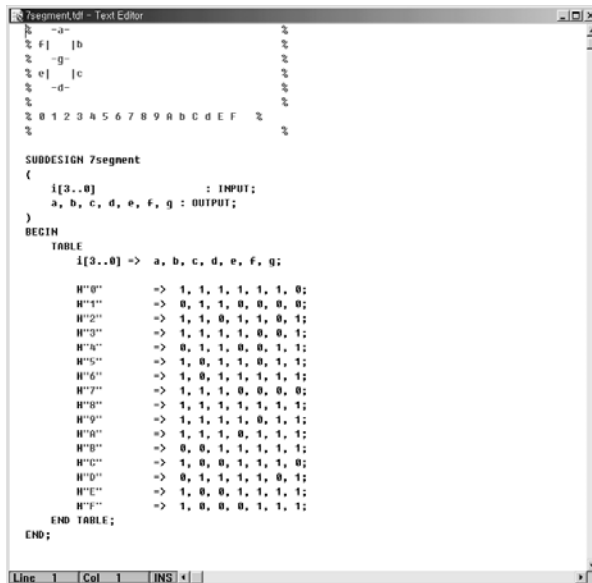 7segment.tdf - Text Editor
% -a- %
% f| |b %
% -g- %
% e| |c %
% -d- %
% %
% 0 1 2 3 4 5 6 7 8 9 A b C d E F %
% %
SUBDESIGN 7segment
(
i[3..0] : INPUT;
a, b, c, d, e, f, g : OUTPUT;
)
BEGIN
TABLE
i[3..0] => a, b, c, d, e, f, g;
H"0" => 1, 1, 1, 1, 1, 1, 0;
H"1" => 0, 1, 1, 0, 0, 0, 0;
H"2" => 1, 1, 0, 1, 1, 0, 1;
H"3" => 1, 1, 1, 1, 0, 0, 1;
H"4" => 0, 1, 1, 0, 0, 1, 1;
H"5" => 1, 0, 1, 1, 0, 1, 1;
H"6" => 1, 0, 1, 1, 1, 1, 1;
H"7" => 1, 1, 1, 0, 0, 0, 0;
H"8" => 1, 1, 1, 1, 1, 1, 1;
H"9" => 1, 1, 1, 1, 0, 1, 1;
H"A" => 1, 1, 1, 0, 1, 1, 1;
H"B" => 0, 0, 1, 1, 1, 1, 1;
H"C" => 1, 0, 0, 1, 1, 1, 0;
H"D" => 0, 1, 1, 1, 1, 0, 1;
H"E" => 1, 0, 0, 1, 1, 1, 1;
H"F" => 1, 0, 0, 0, 1, 1, 1;
END TABLE;
END;
Line 1 Col 1 INS